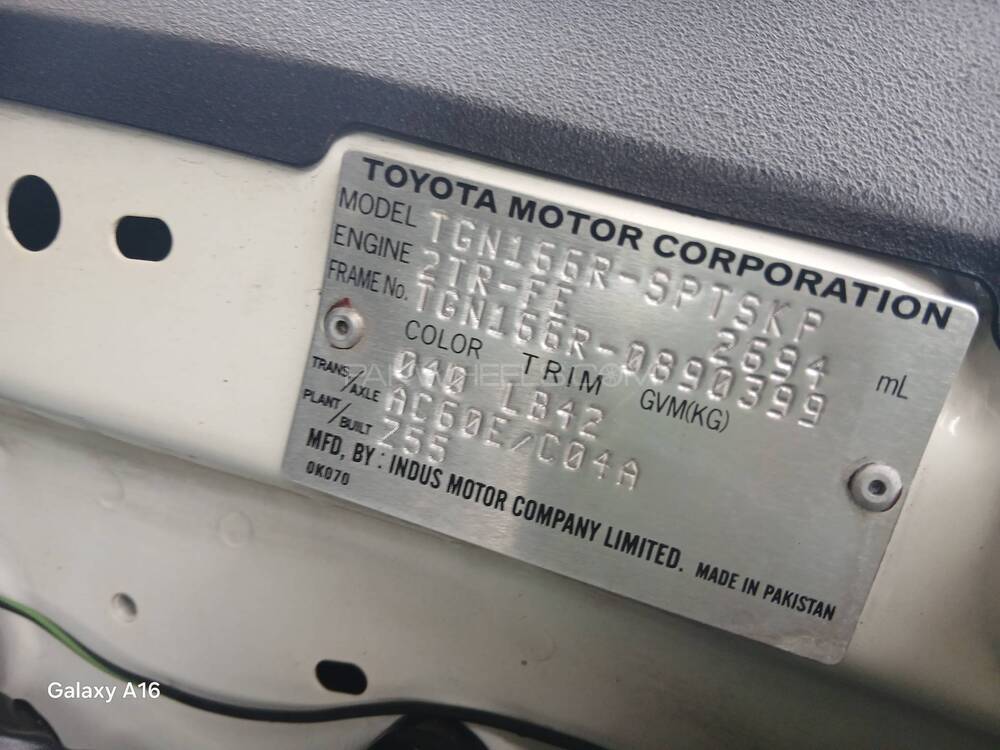 TOYOTA MOTOR CORPORATION
MODEL TGN166R-SPTSKP
ENGINE 2TR-FE 2694 mL
FRAME No. TGN166R-0890399
COLOR TRIM GVM(KG)
040 LB42
TRANS/AXLE AC60E/C04A
PLANT/BUILT Z55
MFD, BY : INDUS MOTOR COMPANY LIMITED. MADE IN PAKISTAN
0K070
Galaxy A16